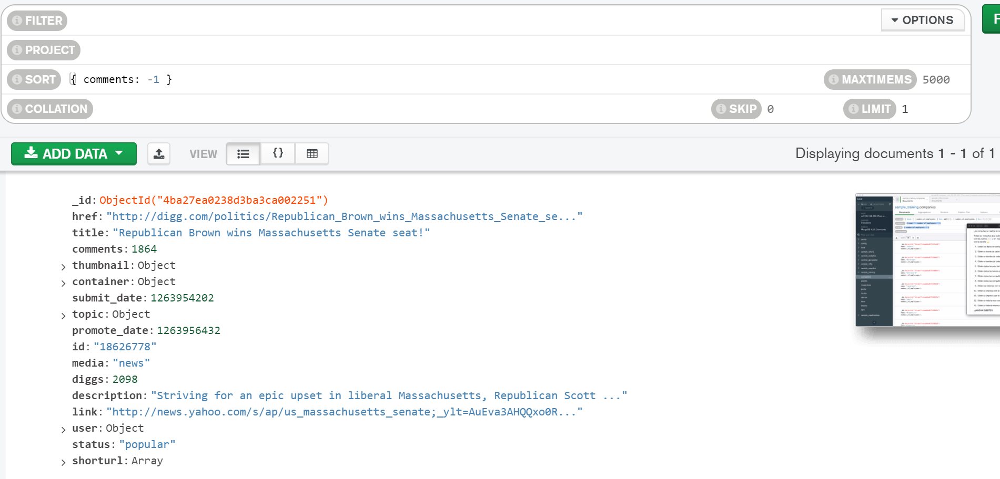 FILTER
OPTIONS
PROJECT
SORT { comments: -1 }
MAXTIMEMS 5000
COLLATION
SKIP 0
LIMIT 1
ADD DATA
VIEW
Displaying documents 1 - 1 of 1
_id: ObjectId("4ba27ea0238d3ba3ca002251")
href: "http://digg.com/politics/Republican_Brown_wins_Massachusetts_Senate_se..."
title: "Republican Brown wins Massachusetts Senate seat!"
comments: 1864
thumbnail: Object
container: Object
submit_date: 1263954202
topic: Object
promote_date: 1263956432
id: "18626778"
media: "news"
diggs: 2098
description: "Striving for an epic upset in liberal Massachusetts, Republican Scott ..."
link: "http://news.yahoo.com/s/ap/us_massachusetts_senate;_ylt=AuEva3AHQQxo0R..."
user: Object
status: "popular"
shorturl: Array
sample_training.companies